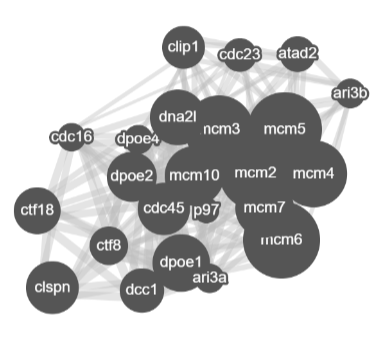 clip1
cdc23
atad2
ari3b
dna2l
mcm3
mcm5
cdc16
dpoe4
dpoe2
mcm10
mcm2
mcm4
ctf18
cdc45
p97
mcm7
ctf8
mcm6
dpoe1
ari3a
clspn
dcc1